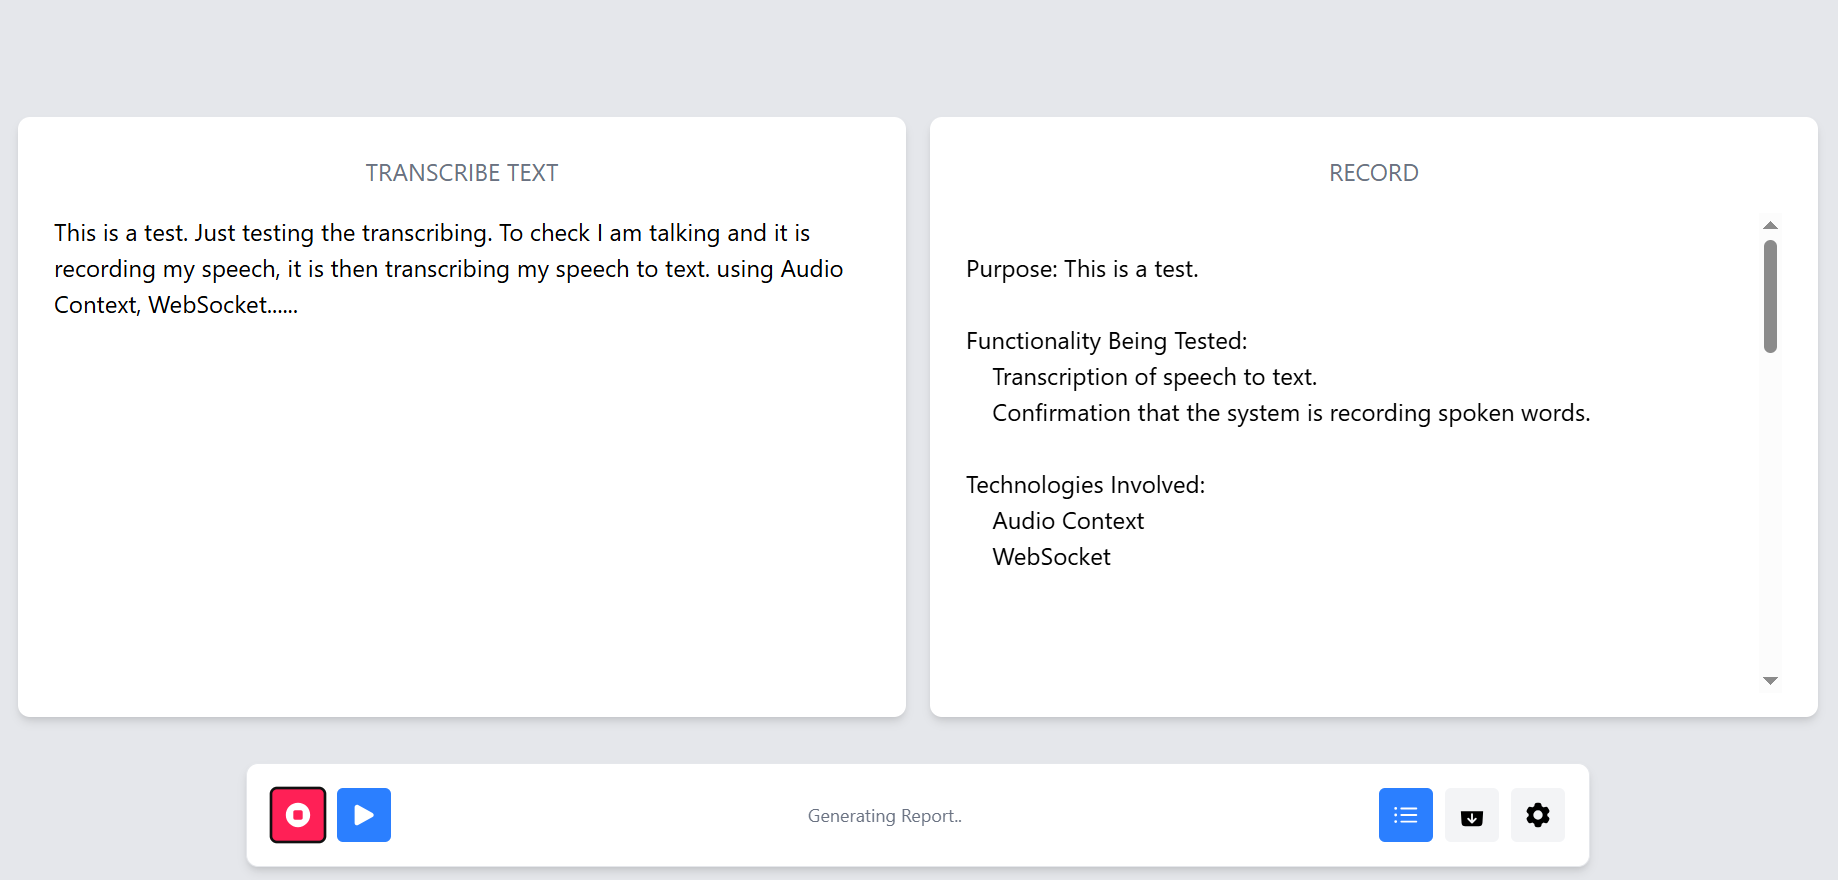 TRANSCRIBE TEXT
This is a test. Just testing the transcribing. To check I am talking and it is
recording my speech, it is then transcribing my speech to text. using Audio
Context, WebSocket......
RECORD
Purpose: This is a test.
Functionality Being Tested:
Transcription of speech to text.
Confirmation that the system is recording spoken words.
Technologies Involved:
Audio Context
WebSocket
Generating Report..